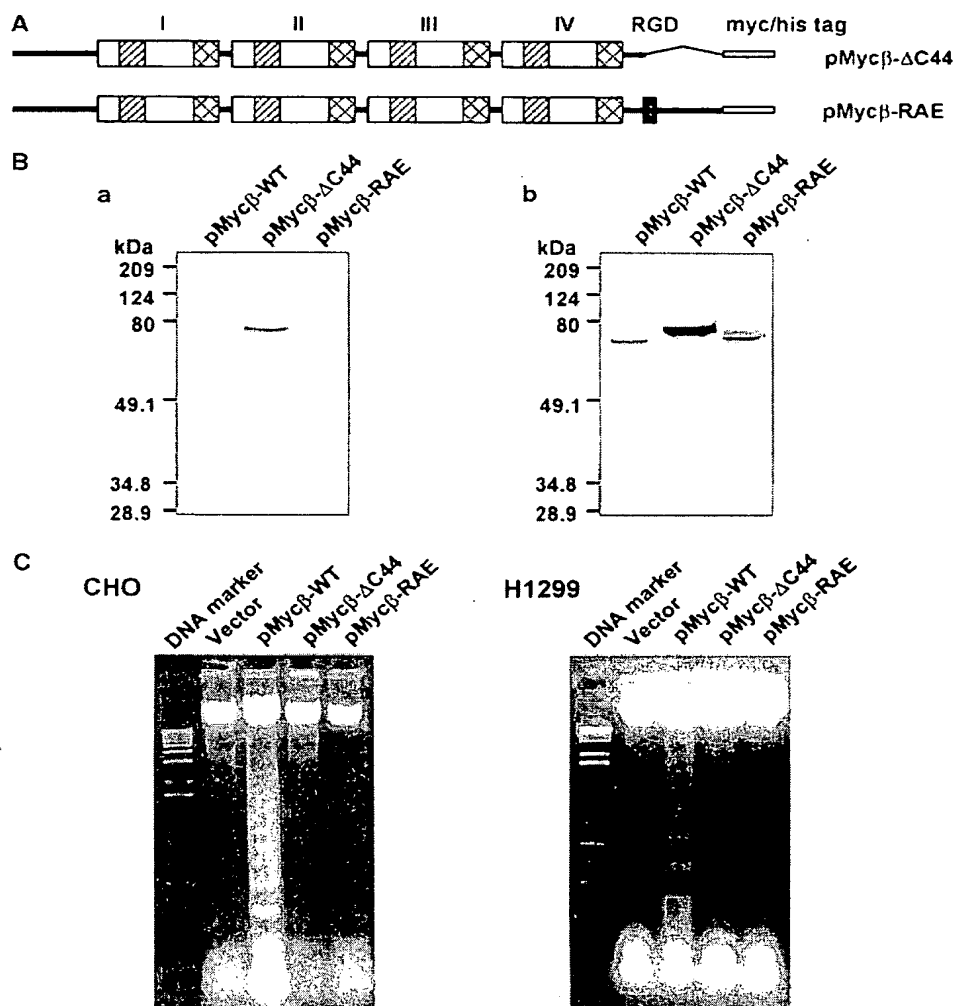 A I II III IV RGD myc/his tag
pMycβ-ΔC44
pMycβ-RAE
B
a
pMycβ-WT
pMycβ-ΔC44
pMycβ-RAE
kDa
209
124
80
49.1
34.8
28.9
b
pMycβ-WT
pMycβ-ΔC44
pMycβ-RAE
kDa
209
124
80
49.1
34.8
28.9
C
CHO
DNA marker
Vector
pMycβ-WT
pMycβ-ΔC44
pMycβ-RAE
H1299
DNA marker
Vector
pMycβ-WT
pMycβ-ΔC44
pMycβ-RAE